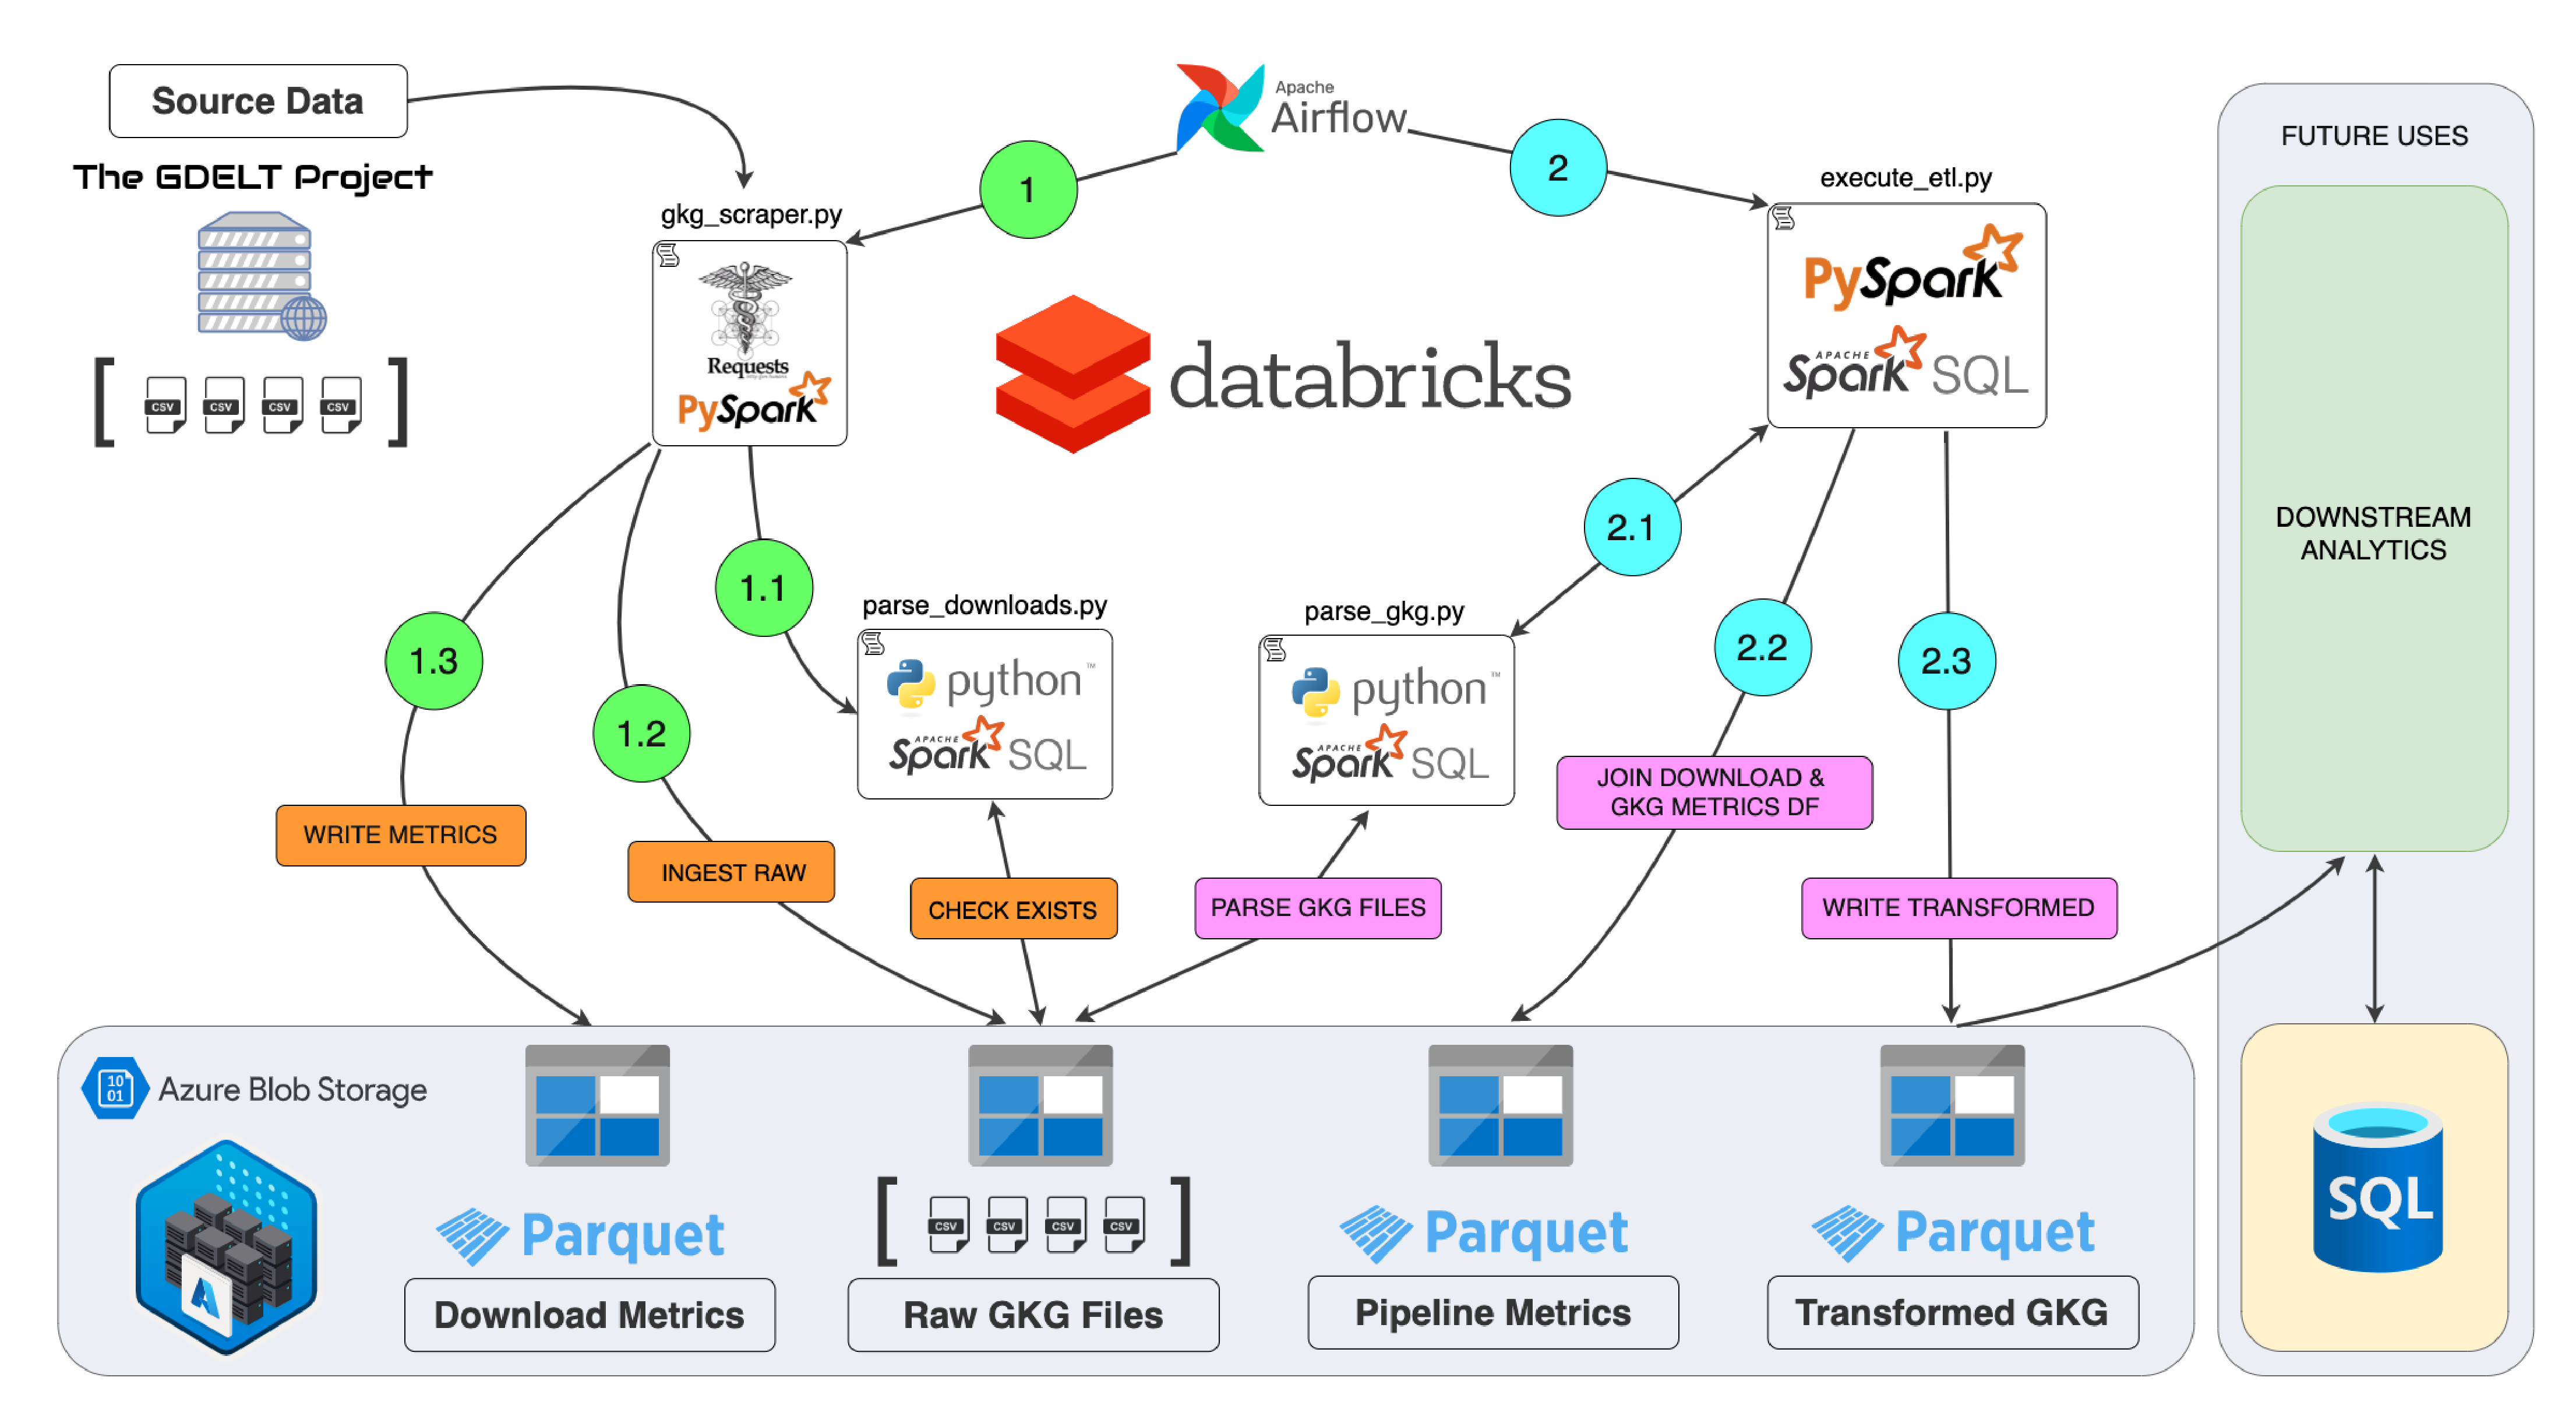 Source Data
The GDELT Project
CSV CSV CSV CSV
Apache
Airflow
1
2
gkg_scraper.py
Requests
PySpark
databricks
execute_etl.py
PySpark
APACHE
Spark SQL
FUTURE USES
DOWNSTREAM
ANALYTICS
1.1
1.2
1.3
2.1
2.2
2.3
parse_downloads.py
python™
APACHE
Spark SQL
parse_gkg.py
python™
APACHE
Spark SQL
WRITE METRICS
INGEST RAW
CHECK EXISTS
PARSE GKG FILES
JOIN DOWNLOAD &
GKG METRICS DF
WRITE TRANSFORMED
10
01
Azure Blob Storage
Parquet
Download Metrics
CSV CSV CSV CSV
Raw GKG Files
Parquet
Pipeline Metrics
Parquet
Transformed GKG
SQL